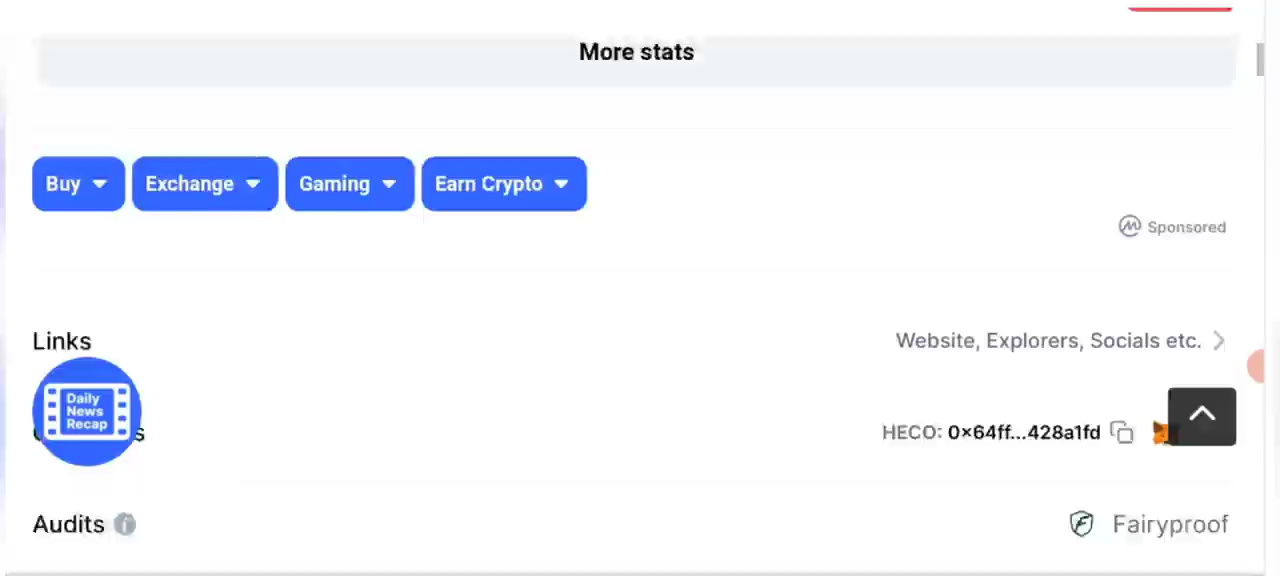 More stats
Buy
Exchange
Gaming
Earn Crypto
Sponsored
Links
Website, Explorers, Socials etc.
Daily
News
Recap
HECO: 0x64ff...428a1fd
Audits
Fairyproof